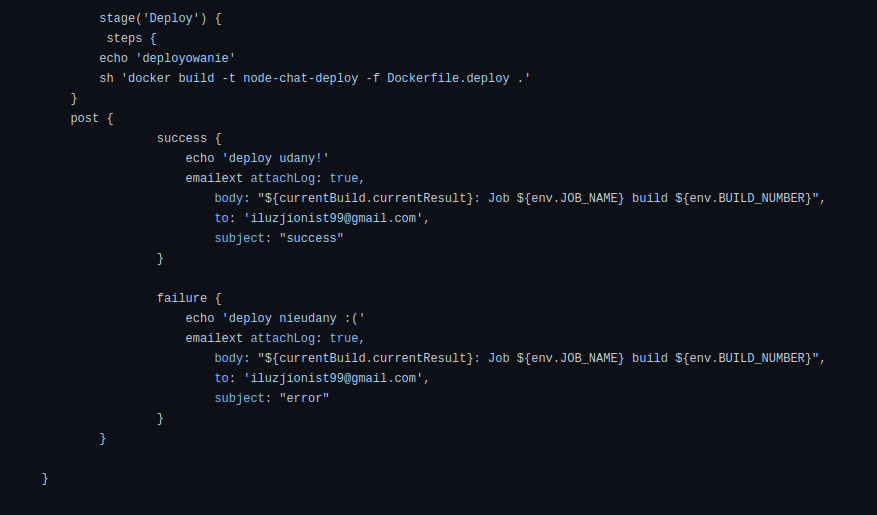 stage('Deploy') {
steps {
echo 'deployowanie'
sh 'docker build -t node-chat-deploy -f Dockerfile.deploy .'
}
post {
success {
echo 'deploy udany!'
emailext attachLog: true,
body: "${currentBuild.currentResult}: Job ${env.JOB_NAME} build ${env.BUILD_NUMBER}",
to: 'iluzjionist99@gmail.com',
subject: "success"
}
failure {
echo 'deploy nieudany :('
emailext attachLog: true,
body: "${currentBuild.currentResult}: Job ${env.JOB_NAME} build ${env.BUILD_NUMBER}",
to: 'iluzjionist99@gmail.com',
subject: "error"
}
}
}